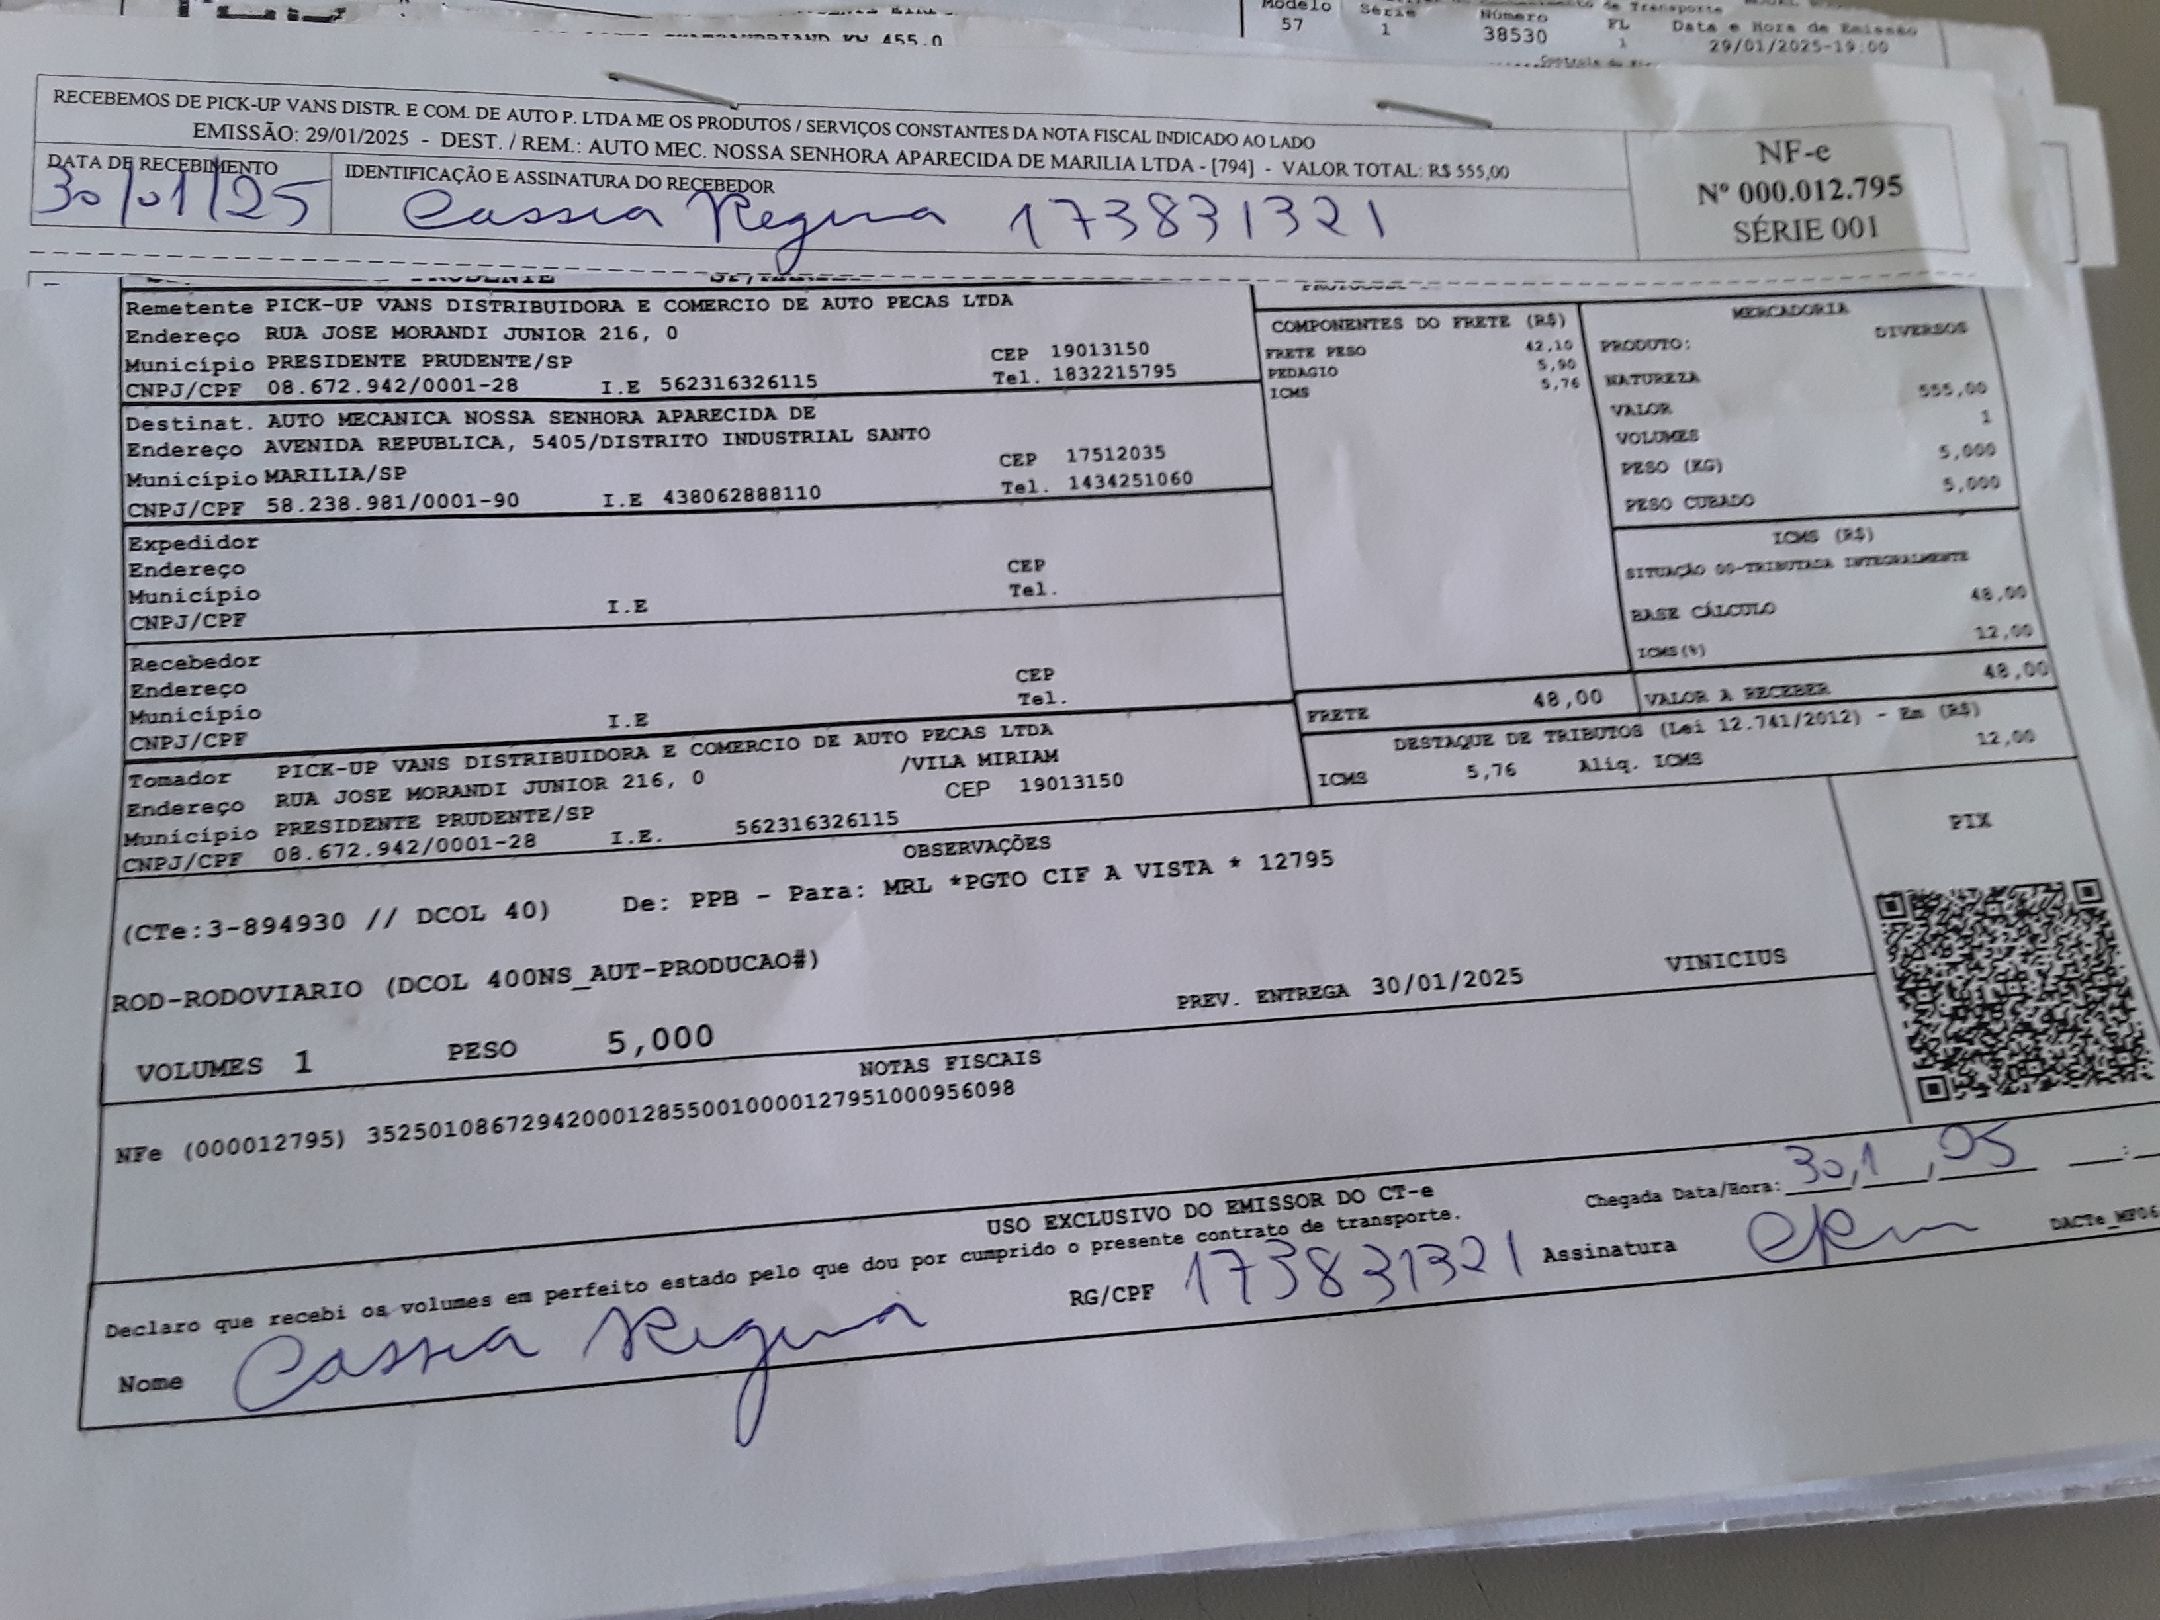 Modelo Série Número FL Data e Hora de Emissão
57 1 38530 1 29/01/2025-19:00
KM 455.0
RECEBEMOS DE PICK-UP VANS DISTR. E COM. DE AUTO P. LTDA ME OS PRODUTOS / SERVIÇOS CONSTANTES DA NOTA FISCAL INDICADO AO LADO
EMISSÃO: 29/01/2025 - DEST. / REM.: AUTO MEC. NOSSA SENHORA APARECIDA DE MARILIA LTDA - [794] - VALOR TOTAL: R$ 555,00
DATA DE RECEBIMENTO IDENTIFICAÇÃO E ASSINATURA DO RECEBEDOR
30/01/25 Cassia Regina 173831321
NF-e
Nº 000.012.795
SÉRIE 001
Remetente PICK-UP VANS DISTRIBUIDORA E COMERCIO DE AUTO PECAS LTDA
Endereço RUA JOSE MORANDI JUNIOR 216, 0
Município PRESIDENTE PRUDENTE/SP CEP 19013150
CNPJ/CPF 08.672.942/0001-28 I.E 562316326115 Tel. 1832215795
Destinat. AUTO MECANICA NOSSA SENHORA APARECIDA DE
Endereço AVENIDA REPUBLICA, 5405/DISTRITO INDUSTRIAL SANTO
Município MARILIA/SP CEP 17512035
CNPJ/CPF 58.238.981/0001-90 I.E 438062888110 Tel. 1434251060
Expedidor
Endereço CEP
Município Tel.
CNPJ/CPF I.E
Recebedor
Endereço CEP
Município Tel.
CNPJ/CPF I.E
Tomador PICK-UP VANS DISTRIBUIDORA E COMERCIO DE AUTO PECAS LTDA
Endereço RUA JOSE MORANDI JUNIOR 216, 0 /VILA MIRIAM
Município PRESIDENTE PRUDENTE/SP CEP 19013150
CNPJ/CPF 08.672.942/0001-28 I.E. 562316326115
COMPONENTES DO FRETE (R$)
FRETE PESO 42,10
PEDAGIO 5,90
ICMS 5,76
MERCADORIA
PRODUTO: DIVERSOS
NATUREZA
VALOR 555,00
VOLUMES 1
PESO (KG) 5,000
PESO CUBADO 5,000
ICMS (R$)
SITUAÇÃO 00-TRIBUTADA INTEGRALMENTE
BASE CÁLCULO 48,00
ICMS(%) 12,00
FRETE 48,00 VALOR A RECEBER 48,00
DESTAQUE DE TRIBUTOS (Lei 12.741/2012) - Em (R$)
ICMS 5,76 Aliq. ICMS 12,00
OBSERVAÇÕES
(CTe:3-894930 // DCOL 40) De: PPB - Para: MRL *PGTO CIF A VISTA * 12795
ROD-RODOVIARIO (DCOL 400NS_AUT-PRODUCAO#)
VOLUMES 1 PESO 5,000 PREV. ENTREGA 30/01/2025 VINICIUS
PIX
NOTAS FISCAIS
NFe (000012795) 35250108672942000128550010000127951000956098
USO EXCLUSIVO DO EMISSOR DO CT-e
Declaro que recebi os volumes em perfeito estado pelo que dou por cumprido o presente contrato de transporte.
Chegada Data/Hora: 30,1,25 :
Nome Cassia Regina RG/CPF 173831321 Assinatura